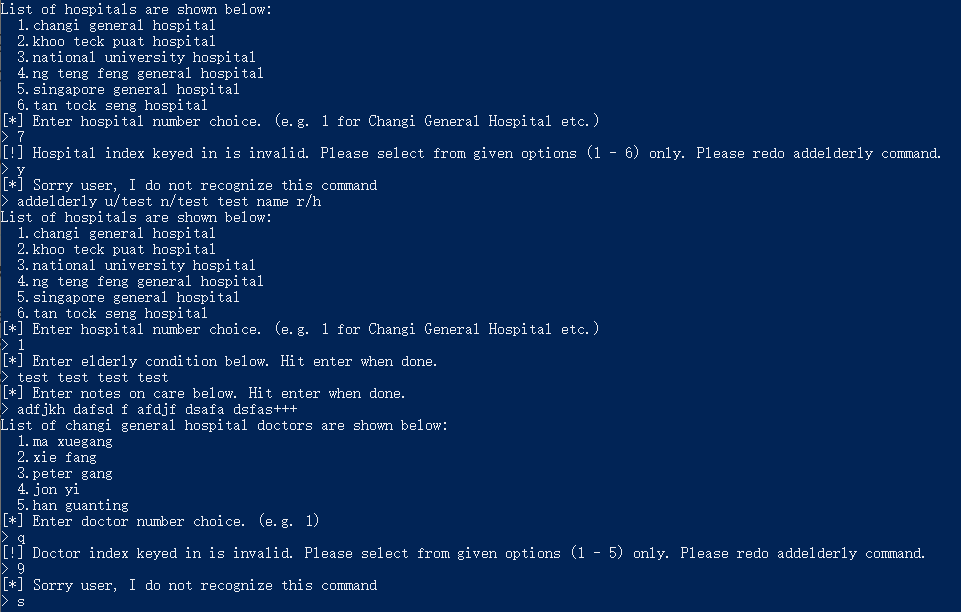 List of hospitals are shown below:
1.changi general hospital
2.khoo teck puat hospital
3.national university hospital
4.ng teng feng general hospital
5.singapore general hospital
6.tan tock seng hospital
[*] Enter hospital number choice. (e.g. 1 for Changi General Hospital etc.)
> 7
[!] Hospital index keyed in is invalid. Please select from given options (1 - 6) only. Please redo addelderly command.
> y
[*] Sorry user, I do not recognize this command
> addelderly u/test n/test test name r/h
List of hospitals are shown below:
1.changi general hospital
2.khoo teck puat hospital
3.national university hospital
4.ng teng feng general hospital
5.singapore general hospital
6.tan tock seng hospital
[*] Enter hospital number choice. (e.g. 1 for Changi General Hospital etc.)
> 1
[*] Enter elderly condition below. Hit enter when done.
> test test test test
[*] Enter notes on care below. Hit enter when done.
> adfjkh dafsd f afdjf dsafa dsfas+++
List of changi general hospital doctors are shown below:
1.ma xuegang
2.xie fang
3.peter gang
4.jon yi
5.han guanting
[*] Enter doctor number choice. (e.g. 1)
> q
[!] Doctor index keyed in is invalid. Please select from given options (1 - 5) only. Please redo addelderly command.
> 9
[*] Sorry user, I do not recognize this command
> s